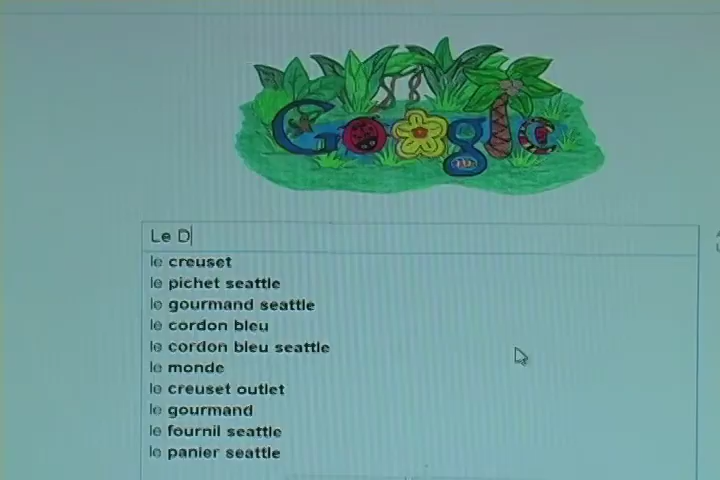 Google
Le D
le creuset
le pichet seattle
le gourmand seattle
le cordon bleu
le cordon bleu seattle
le monde
le creuset outlet
le gourmand
le fournil seattle
le panier seattle